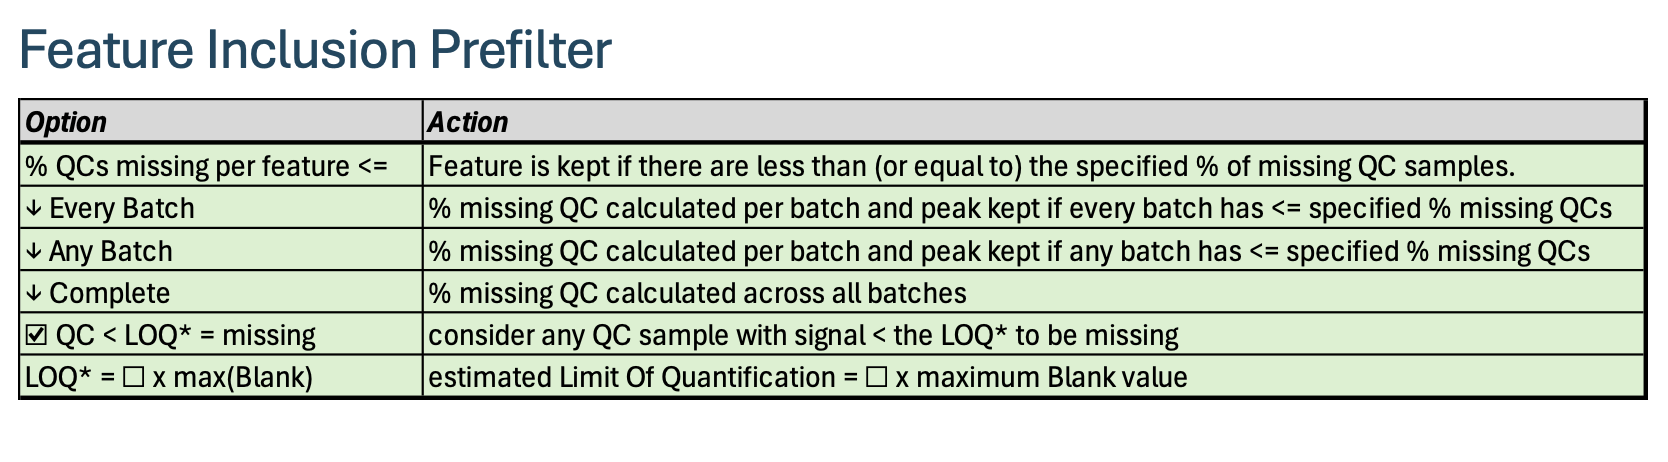 Feature Inclusion Prefilter
Option Action
% QCs missing per feature <= Feature is kept if there are less than (or equal to) the specified % of missing QC samples.
↓ Every Batch % missing QC calculated per batch and peak kept if every batch has <= specified % missing QCs
↓ Any Batch % missing QC calculated per batch and peak kept if any batch has <= specified % missing QCs
↓ Complete % missing QC calculated across all batches
☑ QC < LOQ* = missing consider any QC sample with signal < the LOQ* to be missing
LOQ* = ☐ x max(Blank) estimated Limit Of Quantification = ☐ x maximum Blank value